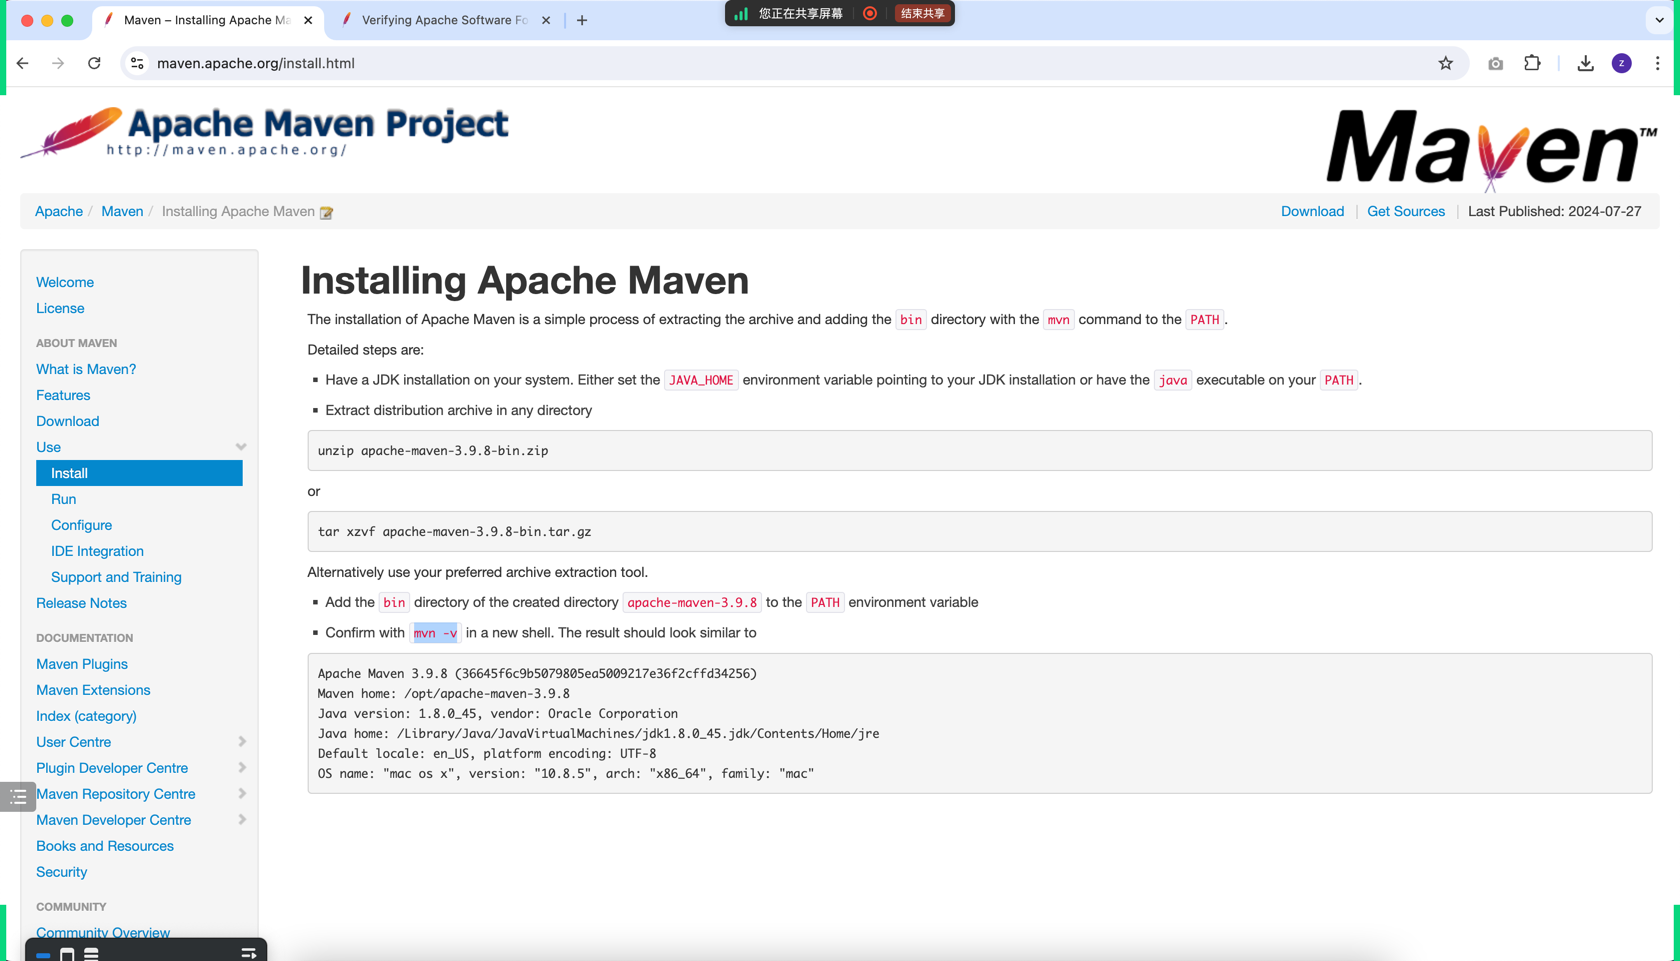 Maven – Installing Apache Ma
Verifying Apache Software Fo
您正在共享屏幕
结束共享
maven.apache.org/install.html
z
Apache Maven Project
http://maven.apache.org/
Maven™
Apache / Maven / Installing Apache Maven
Download | Get Sources | Last Published: 2024-07-27
Welcome
License
ABOUT MAVEN
What is Maven?
Features
Download
Use
Install
Run
Configure
IDE Integration
Support and Training
Release Notes
DOCUMENTATION
Maven Plugins
Maven Extensions
Index (category)
User Centre
Plugin Developer Centre
Maven Repository Centre
Maven Developer Centre
Books and Resources
Security
COMMUNITY
Community Overview
Installing Apache Maven
The installation of Apache Maven is a simple process of extracting the archive and adding the bin directory with the mvn command to the PATH.
Detailed steps are:
Have a JDK installation on your system. Either set the JAVA_HOME environment variable pointing to your JDK installation or have the java executable on your PATH.
Extract distribution archive in any directory
unzip apache-maven-3.9.8-bin.zip
or
tar xzvf apache-maven-3.9.8-bin.tar.gz
Alternatively use your preferred archive extraction tool.
Add the bin directory of the created directory apache-maven-3.9.8 to the PATH environment variable
Confirm with mvn -v in a new shell. The result should look similar to
Apache Maven 3.9.8 (36645f6c9b5079805ea5009217e36f2cffd34256)
Maven home: /opt/apache-maven-3.9.8
Java version: 1.8.0_45, vendor: Oracle Corporation
Java home: /Library/Java/JavaVirtualMachines/jdk1.8.0_45.jdk/Contents/Home/jre
Default locale: en_US, platform encoding: UTF-8
OS name: "mac os x", version: "10.8.5", arch: "x86_64", family: "mac"